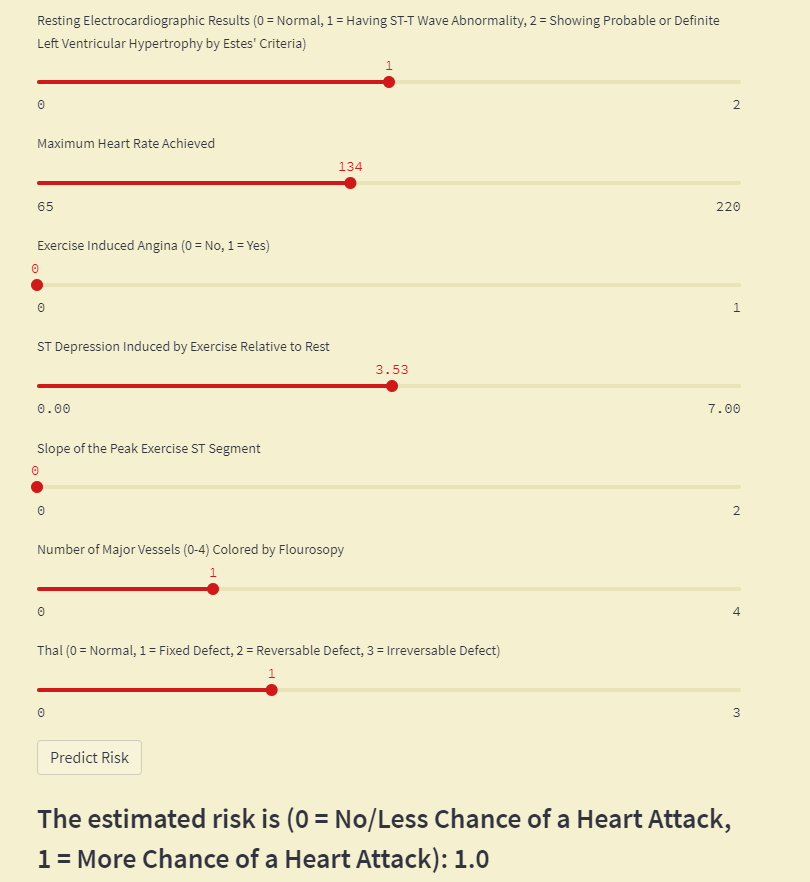 Resting Electrocardiographic Results (0 = Normal, 1 = Having ST-T Wave Abnormality, 2 = Showing Probable or Definite
Left Ventricular Hypertrophy by Estes' Criteria)
1
0 2
Maximum Heart Rate Achieved
134
65 220
Exercise Induced Angina (0 = No, 1 = Yes)
0
0 1
ST Depression Induced by Exercise Relative to Rest
3.53
0.00 7.00
Slope of the Peak Exercise ST Segment
0
0 2
Number of Major Vessels (0-4) Colored by Flourosopy
1
0 4
Thal (0 = Normal, 1 = Fixed Defect, 2 = Reversable Defect, 3 = Irreversable Defect)
1
0 3
Predict Risk
The estimated risk is (0 = No/Less Chance of a Heart Attack,
1 = More Chance of a Heart Attack): 1.0